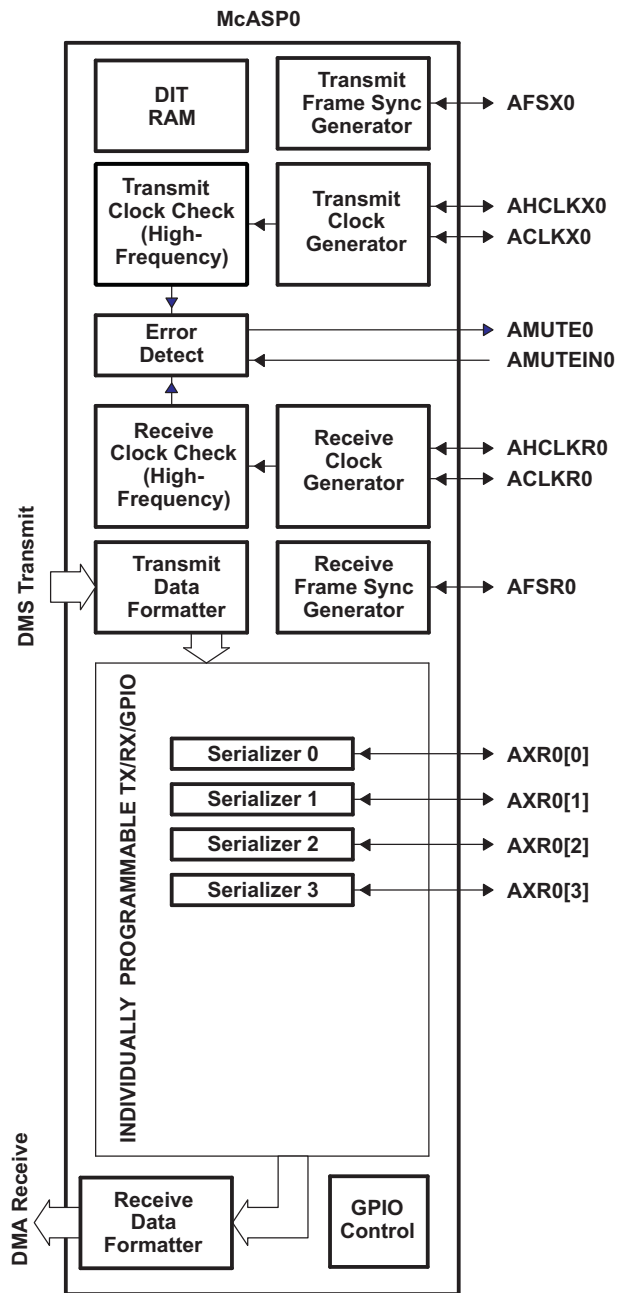 McASP0
DIT
RAM
Transmit
Frame Sync
Generator
AFSX0
Transmit
Clock Check
(High-
Frequency)
Transmit
Clock
Generator
AHCLKX0
ACLKX0
Error
Detect
AMUTE0
AMUTEIN0
Receive
Clock Check
(High-
Frequency)
Receive
Clock
Generator
AHCLKR0
ACLKR0
DMS Transmit
Transmit
Data
Formatter
Receive
Frame Sync
Generator
AFSR0
INDIVIDUALLY PROGRAMMABLE TX/RX/GPIO
Serializer 0
AXR0[0]
Serializer 1
AXR0[1]
Serializer 2
AXR0[2]
Serializer 3
AXR0[3]
DMA Receive
Receive
Data
Formatter
GPIO
Control